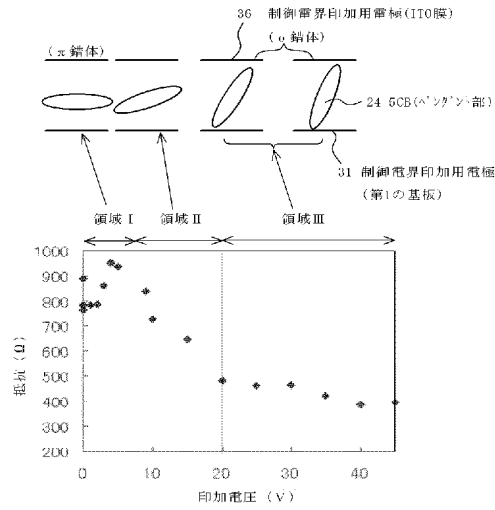 36 制御電界印加用電極(ITO膜)
(π錯体)
(σ錯体)
24 5CB(ペンダント部)
31 制御電界印加用電極
(第1の基板)
領域Ⅰ
領域Ⅱ
領域Ⅲ
1000
900
800
700
600
500
400
300
200
抵抗(Ω)
0
10
20
30
40
印加電圧(V)